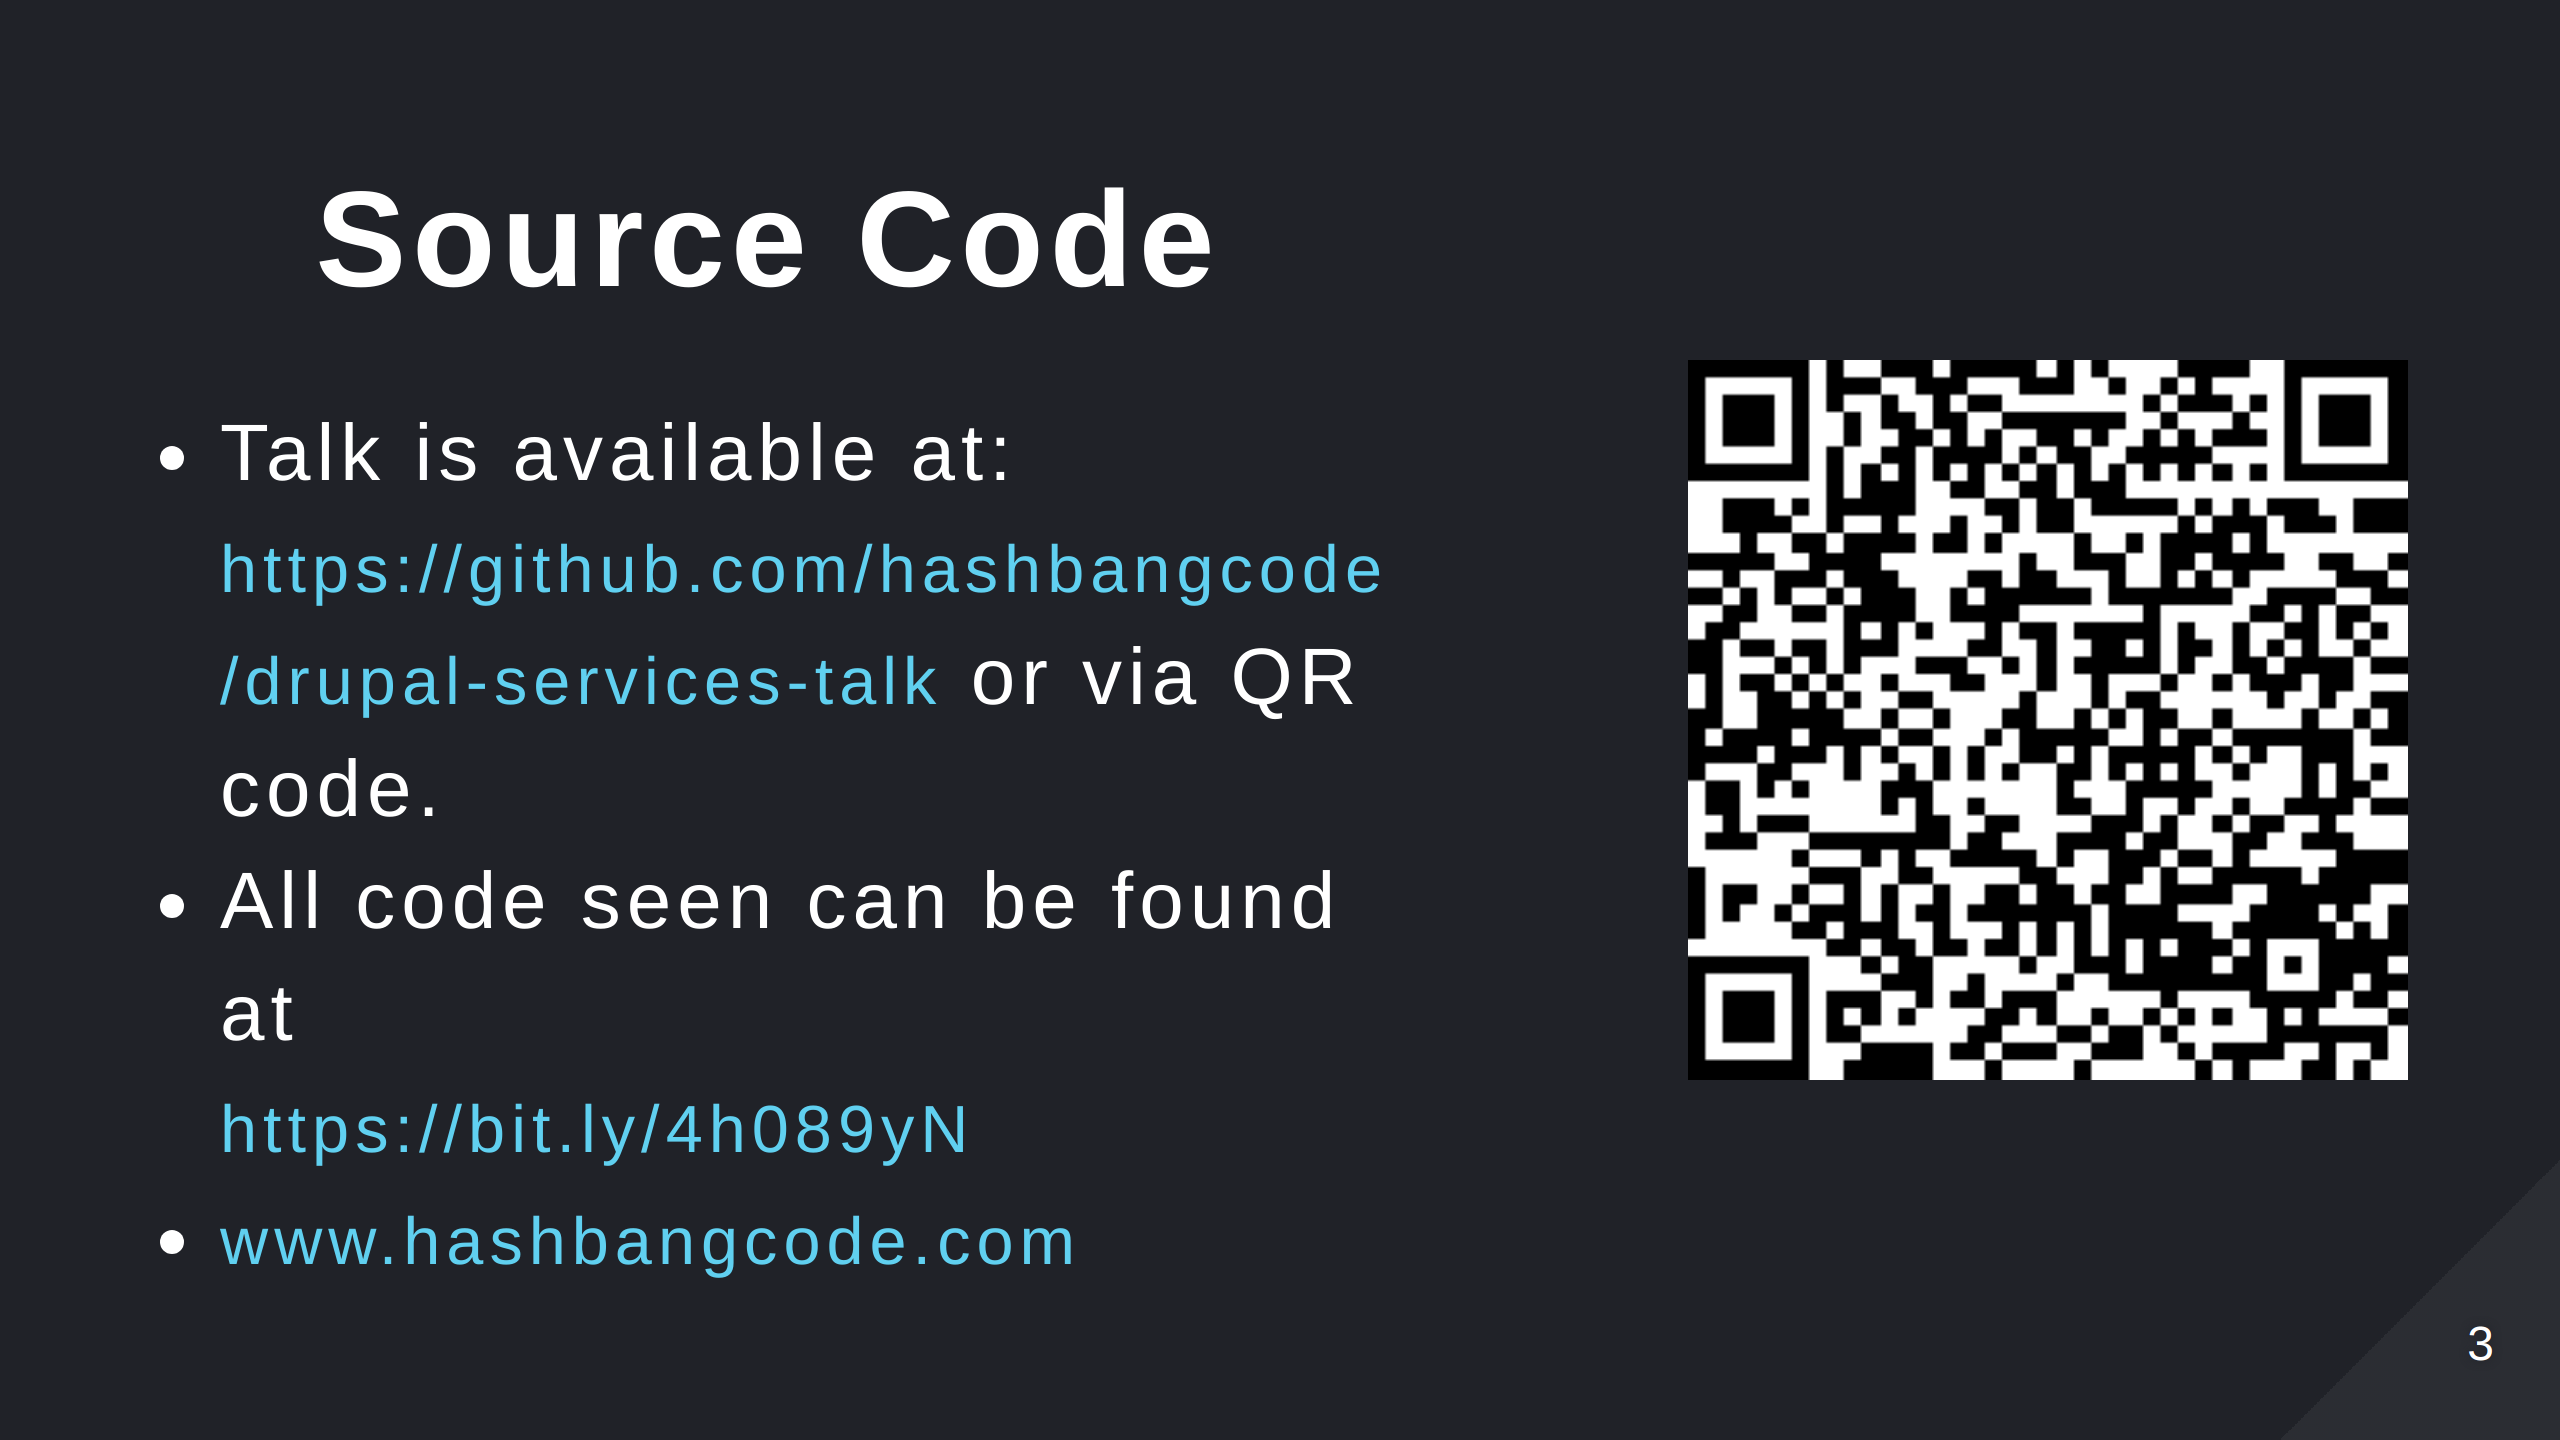 Source Code
Talk is available at:
https://github.com/hashbangcode
/drupal-services-talk or via QR
code.
All code seen can be found
at
https://bit.ly/4h089yN
www.hashbangcode.com
3